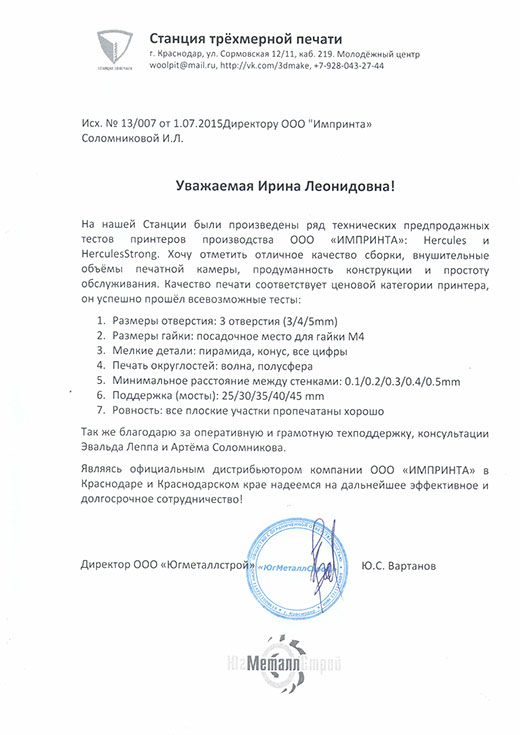 Станция трёхмерной печати
г. Краснодар, ул. Сормовская 12/11, каб. 219. Молодёжный центр
woolpit@mail.ru, http://vk.com/3dmake, +7-928-043-27-44
Исх. № 13/007 от 1.07.2015Директору ООО "Импринта»
Соломниковой И.Л.
Уважаемая Ирина Леонидовна!
На нашей Станции были произведены ряд технических предпродажных
тестов принтеров производства ООО «ИМПРИНТА»: Hercules и
HerculesStrong. Хочу отметить отличное качество сборки, внушительные
объёмы печатной камеры, продуманность конструкции и простоту
обслуживания. Качество печати соответствует ценовой категории принтера,
он успешно прошёл всевозможные тесты:
1. Размеры отверстия: 3 отверстия (3/4/5mm)
2. Размеры гайки: посадочное место для гайки М4
3. Мелкие детали: пирамида, конус, все цифры
4. Печать округлостей: волна, полусфера
5. Минимальное расстояние между стенками: 0.1/0.2/0.3/0.4/0.5mm
6. Поддержка (мосты): 25/30/35/40/45 mm
7. Ровность: все плоские участки пропечатаны хорошо
Так же благодарю за оперативную и грамотную техподдержку, консультации
Эвальда Леппа и Артёма Соломникова.
Являясь официальным дистрибьютором компании ООО «ИМПРИНТА» в
Краснодаре и Краснодарском крае надеемся на дальнейшее эффективное и
долгосрочное сотрудничество!
Директор ООО «Югметаллстрой» «ЮгМеталлСтрой» Ю.С. Вартанов
ЮгМеталлСтрой